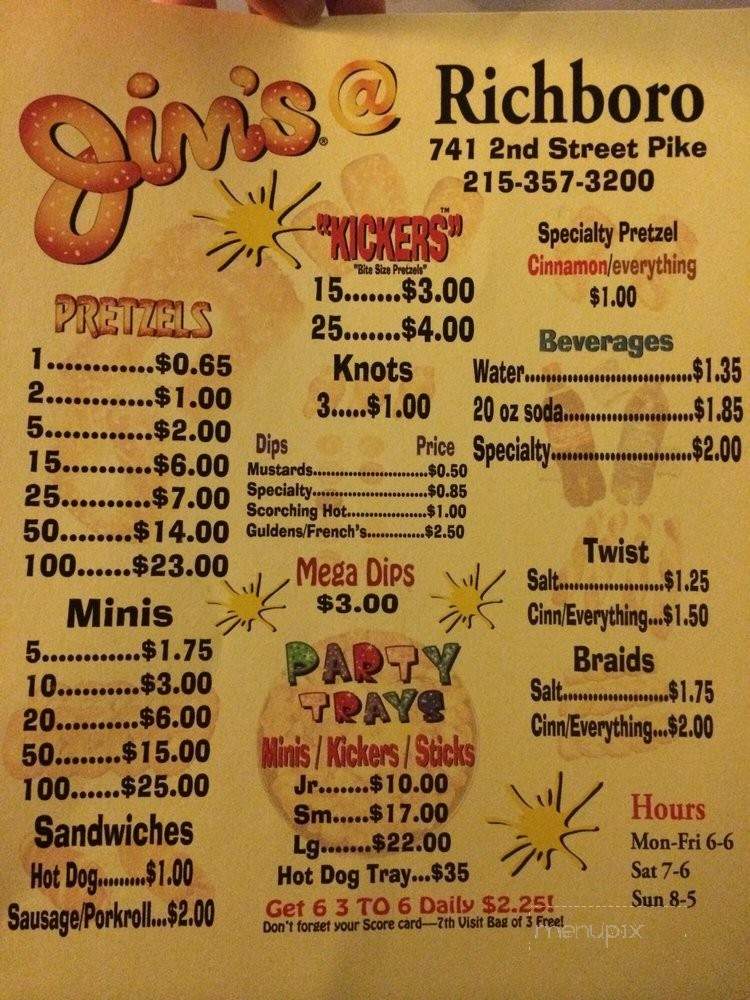 Jim's® @ Richboro
741 2nd Street Pike
215-357-3200
PRETZELS
1.............$0.65
2.............$1.00
5.............$2.00
15...........$6.00
25...........$7.00
50........$14.00
100......$23.00
Minis
5............$1.75
10..........$3.00
20..........$6.00
50........$15.00
100......$25.00
Sandwiches
Hot Dog.........$1.00
Sausage/Porkroll...$2.00
"KICKERS"™
"Bite Size Pretzels"
15.......$3.00
25.......$4.00
Knots
3.....$1.00
Dips Price
Mustards..........................$0.50
Specialty..........................$0.85
Scorching Hot..................$1.00
Guldens/French's.............$2.50
Mega Dips
$3.00
PARTY
TRAYS
Minis / Kickers / Sticks
Jr.......$10.00
Sm.....$17.00
Lg.......$22.00
Hot Dog Tray...$35
Get 6 3 TO 6 Daily $2.25!
Don't forget your Score card—7th Visit Bag of 3 Free!
Specialty Pretzel
Cinnamon/everything
$1.00
Beverages
Water.................................$1.35
20 oz soda.........................$1.85
Specialty...........................$2.00
Twist
Salt....................$1.25
Cinn/Everything...$1.50
Braids
Salt....................$1.75
Cinn/Everything...$2.00
Hours
Mon-Fri 6-6
Sat 7-6
Sun 8-5
menupix